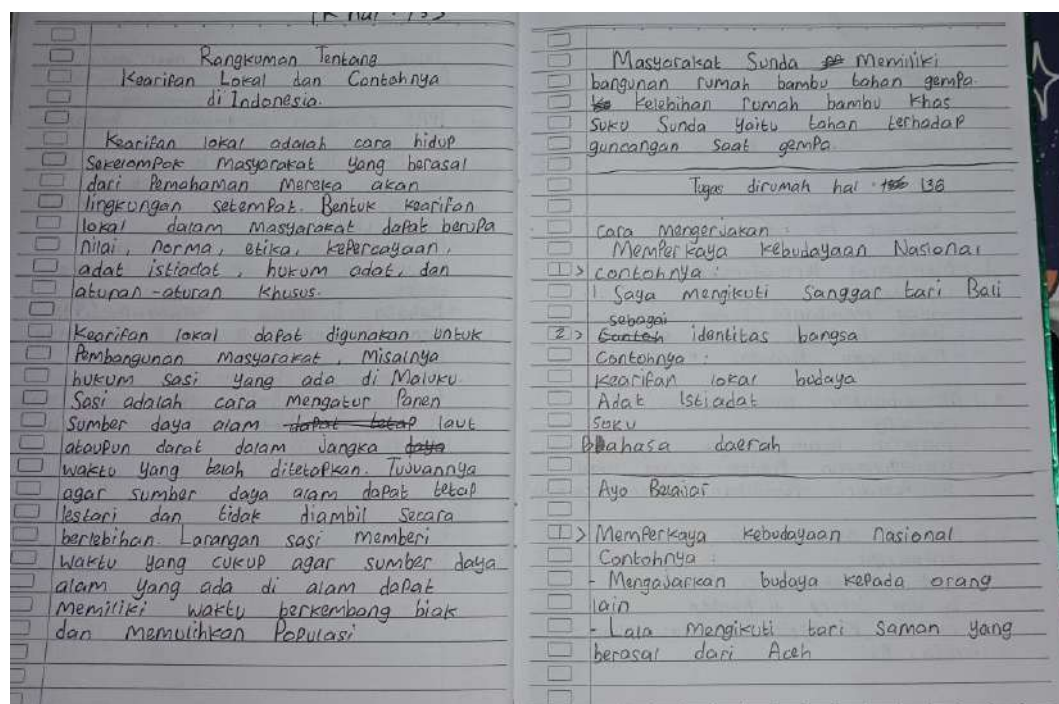 Rangkuman Tentang
Kearifan Lokal dan Contohnya
di Indonesia.
Kearifan lokal adalah cara hidup
Sekelompok masyarakat yang berasal
dari Pemahaman Mereka akan
lingkungan setempat. Bentuk kearifan
lokal dalam masyarakat dapat berupa
nilai, norma, etika, kepercayaan,
adat istiadat, hukum adat, dan
aturan-aturan khusus.
Kearifan lokal dapat digunakan untuk
Pembangunan masyarakat, Misalnya
hukum sasi yang ada di Maluku
Sasi adalah cara mengatur Panen
Sumber daya alam dapat tetap laut
ataupun darat dalam jangka daya
waktu yang telah ditetapkan. Tujuannya
agar sumber daya alam dapat tetap
lestari dan tidak diambil secara
berlebihan. Larangan sasi memberi
waktu yang cukup agar sumber daya
alam yang ada di alam dapat
memiliki waktu berkembang biak
dan memulihkan Populasi
Masyarakat Sunda Memiliki
bangunan rumah bambu tahan gempa.
Kelebihan rumah bambu khas
suku Sunda yaitu tahan terhadap
guncangan saat gempa.
Tugas dirumah hal. 136
Cara mengerjakan :
Memperkaya kebudayaan Nasional
1> contohnya :
1 Saya mengikuti sanggar tari Bali
sebagai
2> Contoh identitas bangsa
Contohnya :
Kearifan lokal budaya
Adat Istiadat
Suku
Bahasa daerah
Ayo Belajar
1> Memperkaya kebudayaan nasional
Contohnya :
- Mengajarkan budaya kepada orang
lain
- Lala mengikuti tari saman yang
berasal dari Aceh